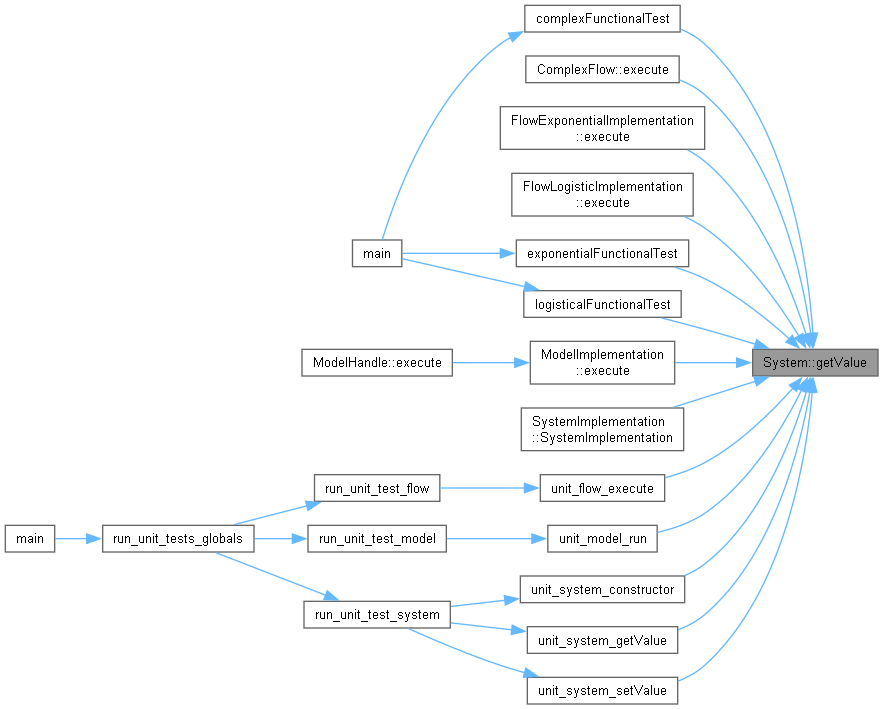 complexFunctionalTest
ComplexFlow::execute
FlowExponentialImplementation
::execute
FlowLogisticImplementation
::execute
main
exponentialFunctionalTest
logisticalFunctionalTest
ModelHandle::execute
ModelImplementation
::execute
System::getValue
SystemImplementation
::SystemImplementation
run_unit_test_flow
unit_flow_execute
main
run_unit_tests_globals
run_unit_test_model
unit_model_run
unit_system_constructor
run_unit_test_system
unit_system_getValue
unit_system_setValue